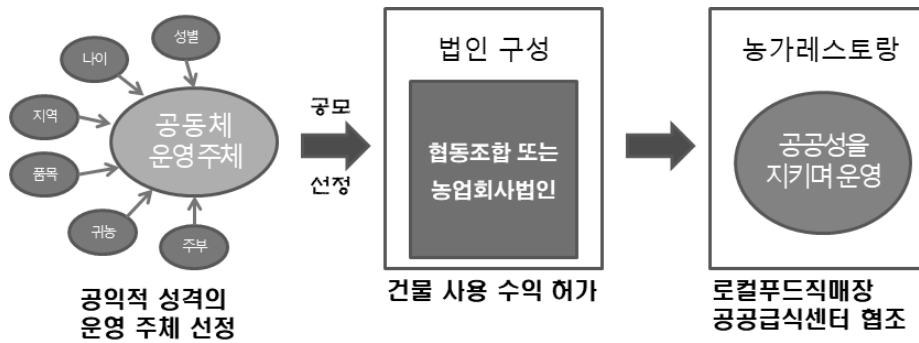 성별
나이
지역
품목
귀농
주부
공동체
운영주체
공익적 성격의
운영 주체 선정
공모
선정
법인 구성
협동조합 또는
농업회사법인
건물 사용 수익 허가
농가레스토랑
공공성을
지키며 운영
로컬푸드직매장
공공급식센터 협조